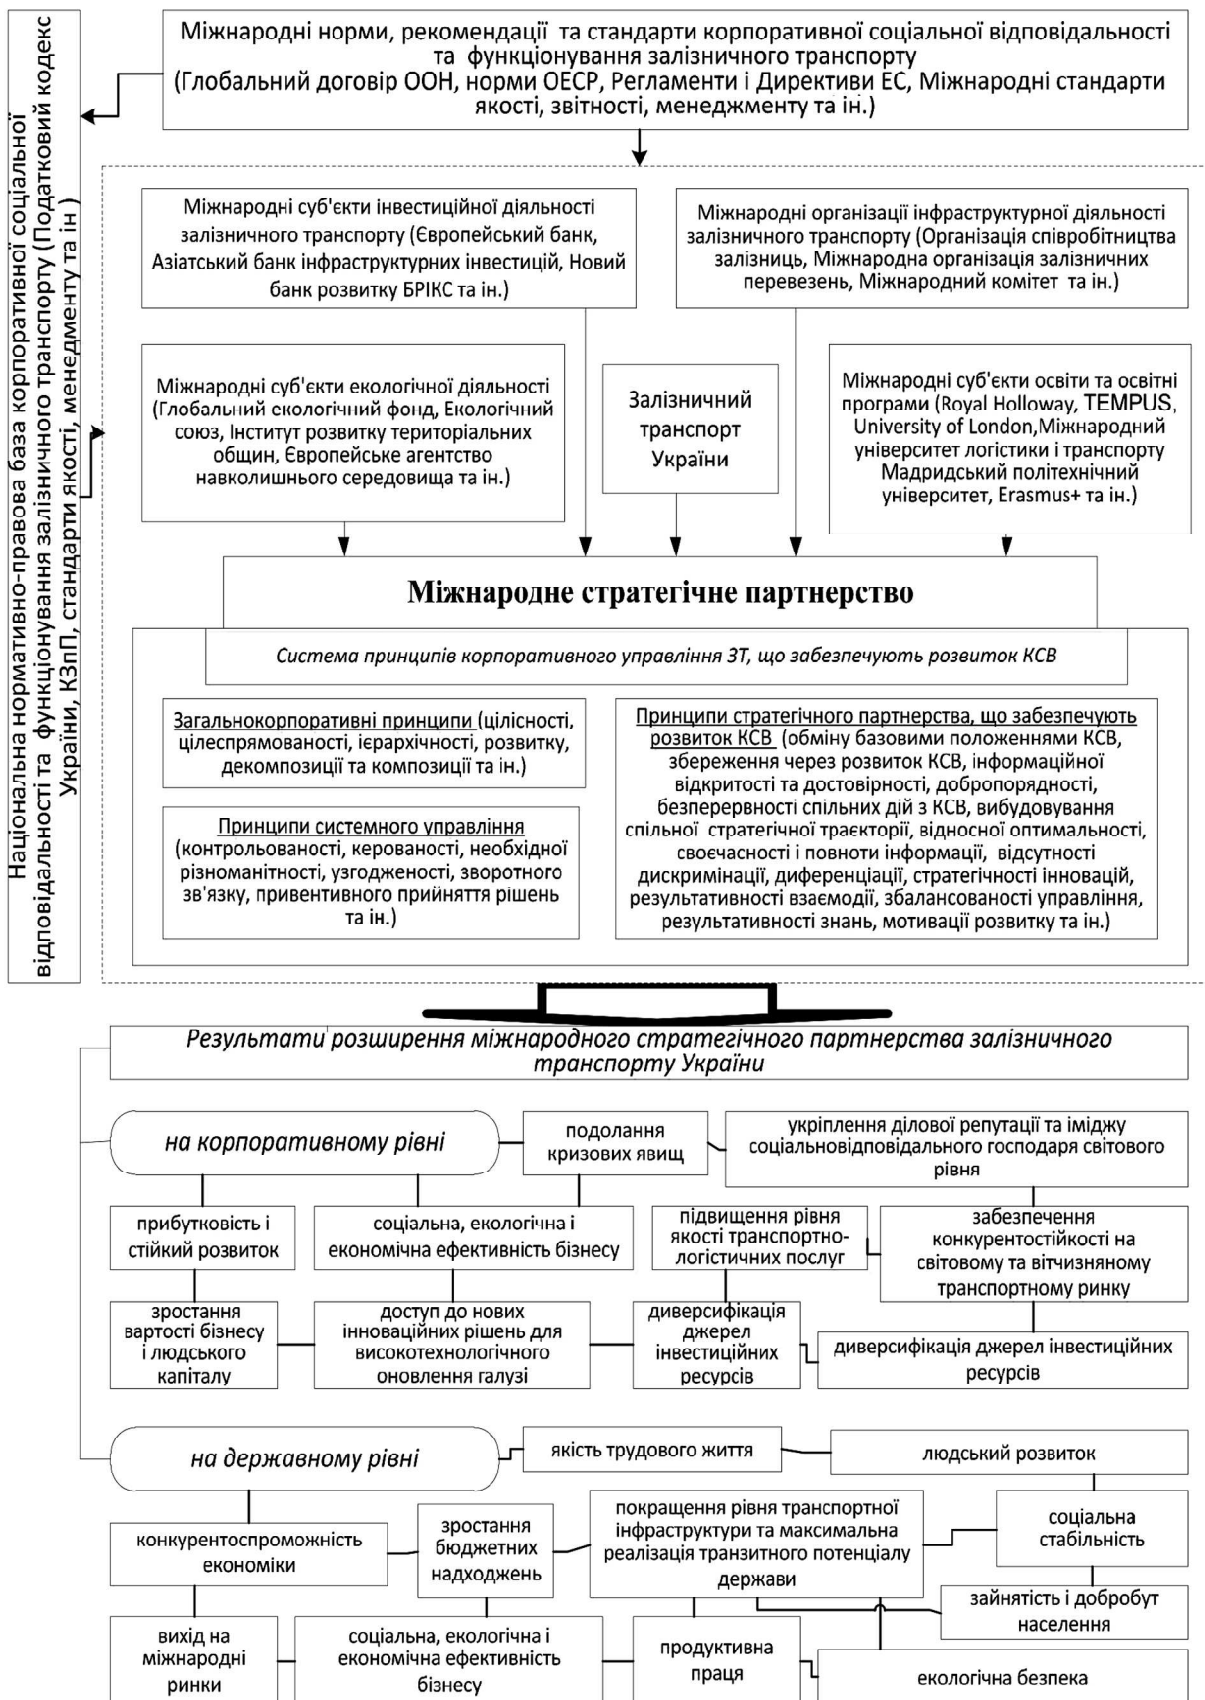 Міжнародні норми, рекомендації та стандарти корпоративної соціальної відповідальності
та функціонування залізничного транспорту
(Глобальний договір ООН, норми ОЕСР, Регламенти і Директиви ЕС, Міжнародні стандарти
якості, звітності, менеджменту та ін.)
Національна нормативно-правова база корпоративної соціальної
відповідальності та функціонування залізничного транспорту (Податковий кодекс
України, КЗпП, стандарти якості, менедменту та ін )
Міжнародні суб'єкти інвестиційної діяльності
залізничного транспорту (Європейський банк,
Азіатський банк інфраструктурних інвестицій, Новий
банк розвитку БРІКС та ін.)
Міжнародні організації інфраструктурної діяльності
залізничного транспорту (Організація співробітництва
залізниць, Міжнародна організація залізничних
перевезень, Міжнародний комітет та ін.)
Міжнародні суб'єкти екологічної діяльності
(Глобальний екологічний фонд, Екологічний
союз, Інститут розвитку територіальних
общин, Європейське агентство
навколишнього середовища та ін.)
Залізничний
транспорт
України
Міжнародні суб'єкти освіти та освітні
програми (Royal Holloway, TEMPUS,
University of London,Міжнародний
університет логістики і транспорту
Мадридський політехнічний
університет, Erasmus+ та ін.)
Міжнародне стратегічне партнерство
Система принципів корпоративного управління ЗТ, що забезпечують розвиток КСВ
Загальнокорпоративні принципи (цілісності,
цілеспрямованості, ієрархічності, розвитку,
декомпозиції та композиції та ін.)
Принципи системного управління
(контрольованості, керованості, необхідної
різноманітності, узгодженості, зворотного
зв'язку, привентивного прийняття рішень
та ін.)
Принципи стратегічного партнерства, що забезпечують
розвиток КСВ (обміну базовими положеннями КСВ,
збереження через розвиток КСВ, інформаційної
відкритості та достовірності, добропорядності,
безперервності спільних дій з КСВ, вибудовування
спільної стратегічної траєкторії, відносної оптимальності,
своєчасності і повноти інформації, відсутності
дискримінації, диференціації, стратегічності інновацій,
результативності взаємодії, збалансованості управління,
результативності знань, мотивації розвитку та ін.)
Результати розширення міжнародного стратегічного партнерства залізничного
транспорту України
на корпоративному рівні
подолання
кризових явищ
укріплення ділової репутації та іміджу
соціальновідповідального господаря світового
рівня
прибутковість і
стійкий розвиток
соціальна, екологічна і
економічна ефективність бізнесу
підвищення рівня
якості транспортно-
логістичних послуг
забезпечення
конкурентостійкості на
світовому та вітчизняному
транспортному ринку
зростання
вартості бізнесу
і людського
капіталу
доступ до нових
інноваційних рішень для
високотехнологічного
оновлення галузі
диверсифікація
джерел
інвестиційних
ресурсів
диверсифікація джерел інвестиційних
ресурсів
на державному рівні
якість трудового життя
людський розвиток
конкурентоспроможність
економіки
зростання
бюджетних
надходжень
покращення рівня транспортної
інфраструктури та максимальна
реалізація транзитного потенціалу
держави
соціальна
стабільність
зайнятість і добробут
населення
вихід на
міжнародні
ринки
соціальна, екологічна і
економічна ефективність
бізнесу
продуктивна
праця
екологічна безпека